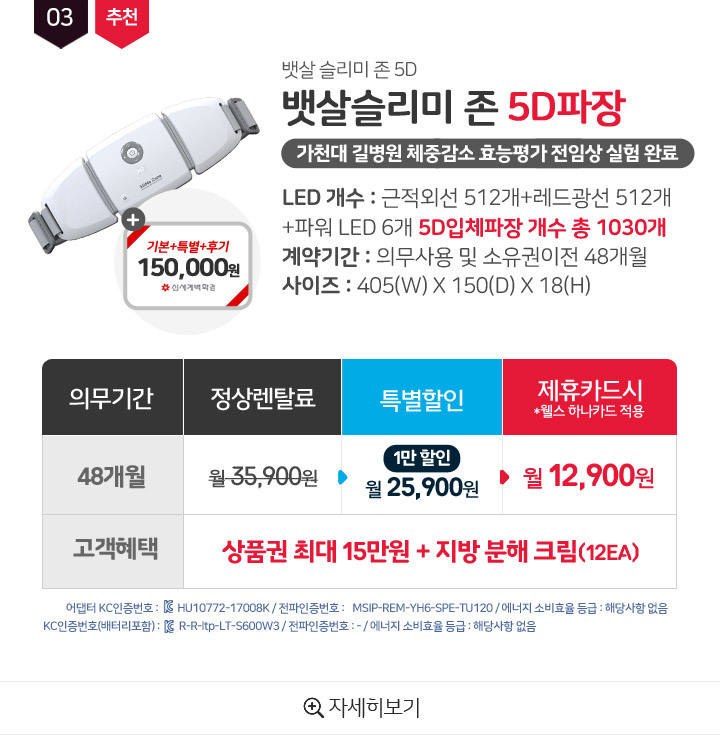 03
추천
뱃살 슬리미 존 5D
뱃살슬리미 존 5D파장
가천대 길병원 체중감소 효능평가 전임상 실험 완료
LED 개수 : 근적외선 512개+레드광선 512개
+파워 LED 6개 5D입체파장 개수 총 1030개
계약기간 : 의무사용 및 소유권이전 48개월
사이즈 : 405(W) X 150(D) X 18(H)
+
기본+특별+후기
150,000원
신세계백화점
의무기간 정상렌탈료 특별할인 제휴카드시
*웰스 하나카드 적용
48개월 월 35,900원 1만 할인 월 12,900원
월 25,900원
고객혜택 상품권 최대 15만원 + 지방 분해 크림(12EA)
어댑터 KC인증번호 : HU10772-17008K / 전파인증번호 : MSIP-REM-YH6-SPE-TU120 / 에너지 소비효율 등급 : 해당사항 없음
KC인증번호(배터리포함) : R-R-Itp-LT-S600W3 / 전파인증번호 : - / 에너지 소비효율 등급 : 해당사항 없음
자세히보기